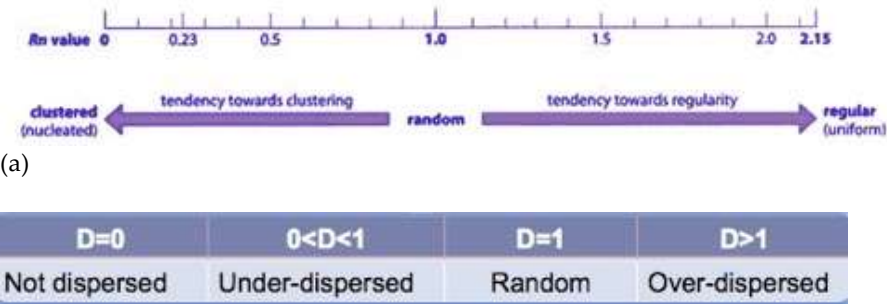 Rn value 0 0.23 0.5 1.0 1.5 2.0 2.15
tendency towards clustering tendency towards regularity
clustered random regular
(nucleated) (uniform)
(a)
D=0 0<D<1 D=1 D>1
Not dispersed Under-dispersed Random Over-dispersed